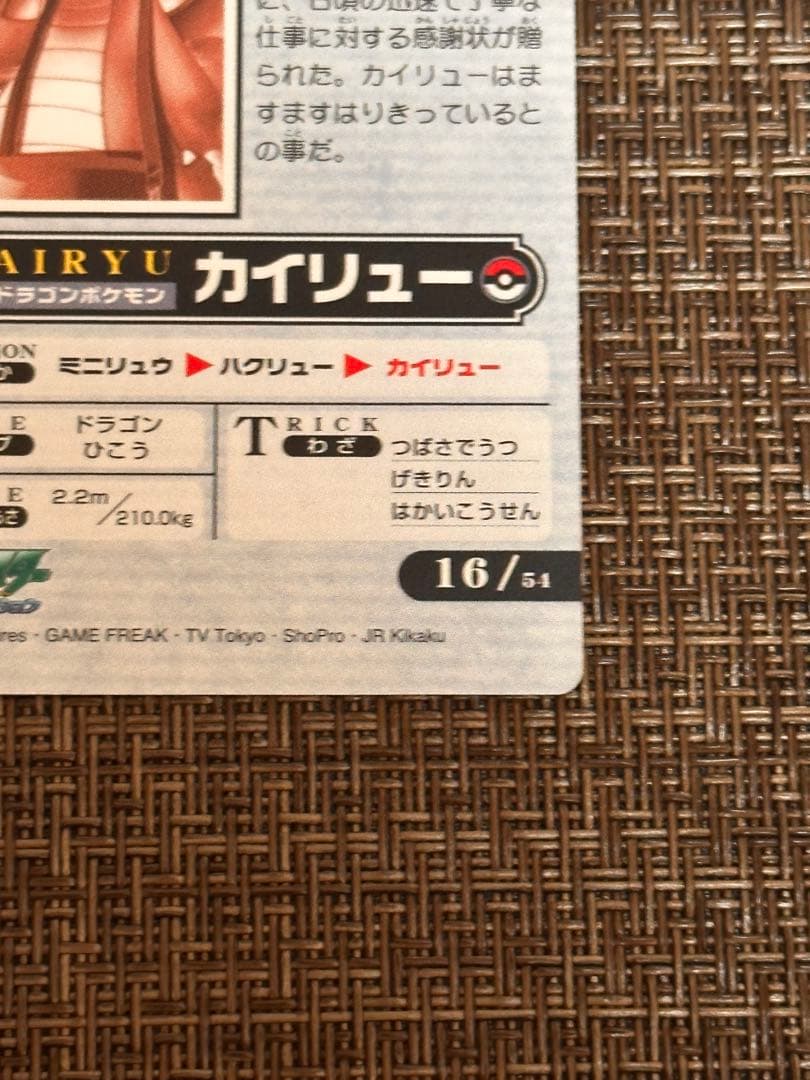 に、日頃の迅速で丁寧な
仕事に対する感謝状が贈
られた。カイリューはま
すますはりきっていると
の事だ。
AIRYU
ドラゴンポケモン
カイリュー
ION
か
ミニリュウ▶ハクリュー▶カイリュー
E
プ
ドラゴン
ひこう
E
2.2m/210.0kg
TRICK
わざ
つばさでうつ
げきりん
はかいこうせん
16/54
res・GAME FREAK・TV Tokyo・ShoPro・JR Kikaku